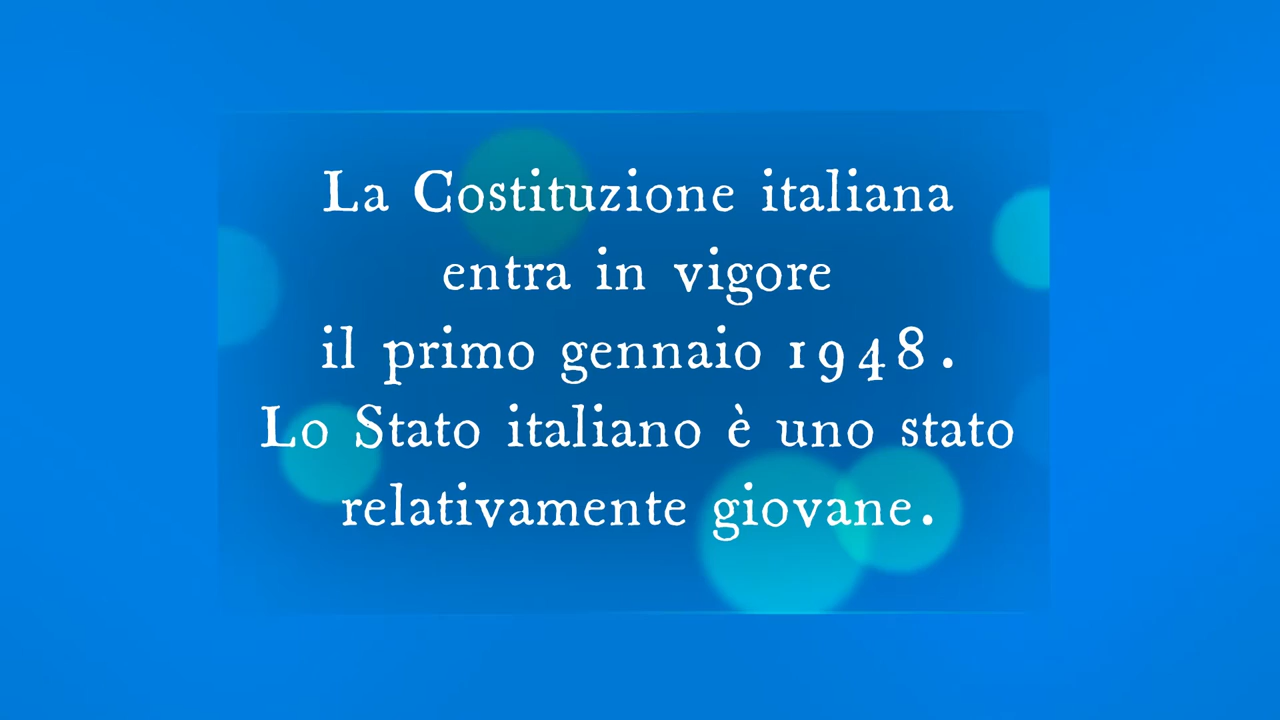 La Costituzione italiana
entra in vigore
il primo gennaio 1948.
Lo Stato italiano è uno stato
relativamente giovane.